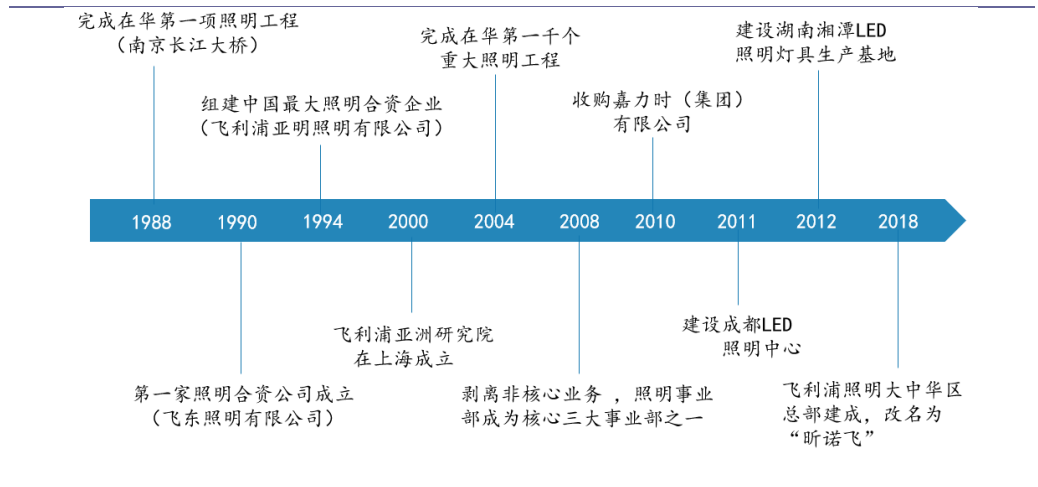 完成在华第一项照明工程
（南京长江大桥）
组建中国最大照明合资企业
（飞利浦亚明照明有限公司）
完成在华第一千个
重大照明工程
收购嘉力时（集团）
有限公司
建设湖南湘潭LED
照明灯具生产基地
1988 1990 1994 2000 2004 2008 2010 2011 2012 2018
第一家照明合资公司成立
（飞东照明有限公司）
飞利浦亚洲研究院
在上海成立
剥离非核心业务 ，照明事业
部成为核心三大事业部之一
建设成都LED
照明中心
飞利浦照明大中华区
总部建成，改名为
“昕诺飞”